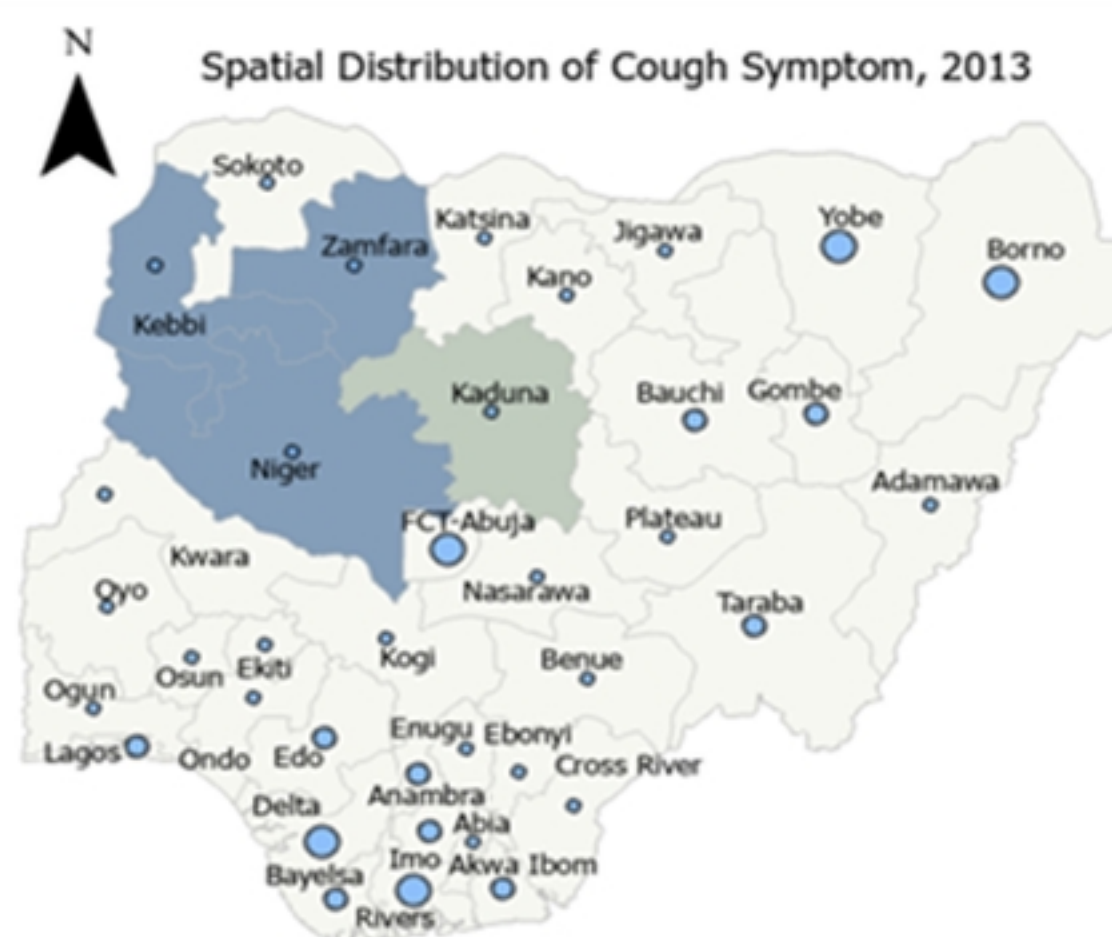 N
Spatial Distribution of Cough Symptom, 2013
Sokoto
Katsina
Jigawa
Yobe
Zamfara
Borno
Kano
Kebbi
Kaduna
Bauchi
Gombe
Niger
Adamawa
FCT-Abuja
Plateau
Kwara
Oyo
Nasarawa
Taraba
Kogi
Benue
Osun
Ekiti
Ogun
Enugu
Ebonyi
Lagos
Ondo
Edo
Cross River
Anambra
Delta
Abia
Imo
Akwa Ibom
Bayelsa
Rivers